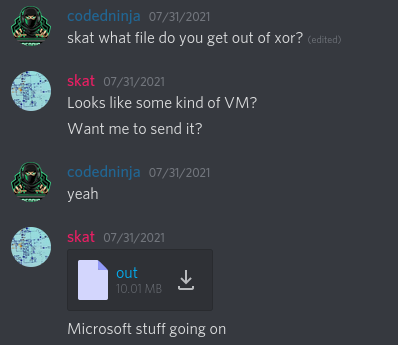 codedninja 07/31/2021
skat what file do you get out of xor? (edited)
skat 07/31/2021
Looks like some kind of VM?
Want me to send it?
codedninja 07/31/2021
yeah
skat 07/31/2021
out
10.01 MB
Microsoft stuff going on